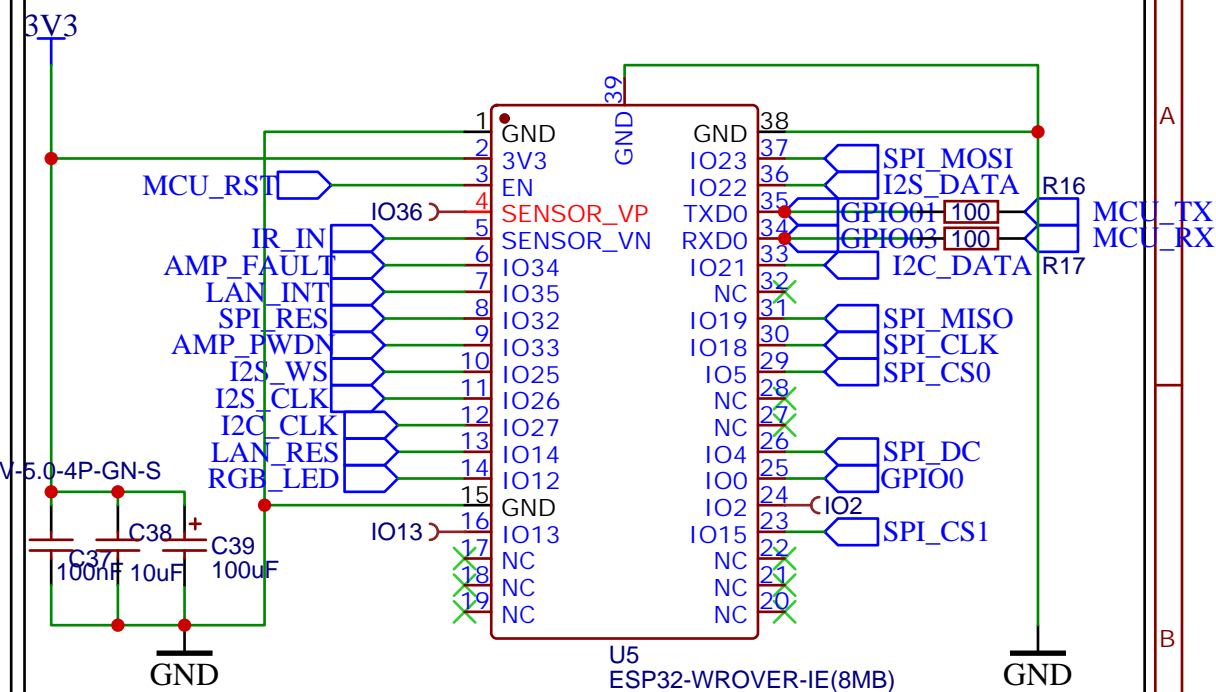 3V3
39
A
1 GND
GND
GND 38
2 3V3
IO23 37 SPI_MOSI
MCU_RST 3 EN
IO22 36 I2S_DATA
R16
IO36 4 SENSOR_VP
TXD0 35 GPIO01 100 MCU_TX
IR_IN 5 SENSOR_VN
RXD0 34 GPIO03 100 MCU_RX
AMP_FAULT 6 IO34
IO21 33 I2C_DATA R17
LAN_INT 7 IO35
NC 32
SPI_RES 8 IO32
IO19 31 SPI_MISO
AMP_PWDN 9 IO33
IO18 30 SPI_CLK
I2S_WS 10 IO25
IO5 29 SPI_CS0
I2S_CLK 11 IO26
NC 28
I2C_CLK 12 IO27
NC 27
LAN_RES 13 IO14
IO4 26 SPI_DC
V-5.0-4P-GN-S
RGB_LED 14 IO12
IO0 25 GPIO0
15 GND
IO2 24 IO2
IO13 16 IO13
IO15 23 SPI_CS1
+
C38
C39
C37
100nF
10uF
100uF
17 NC
NC 22
18 NC
NC 21
19 NC
NC 20
B
GND
U5
GND
ESP32-WROVER-IE(8MB)